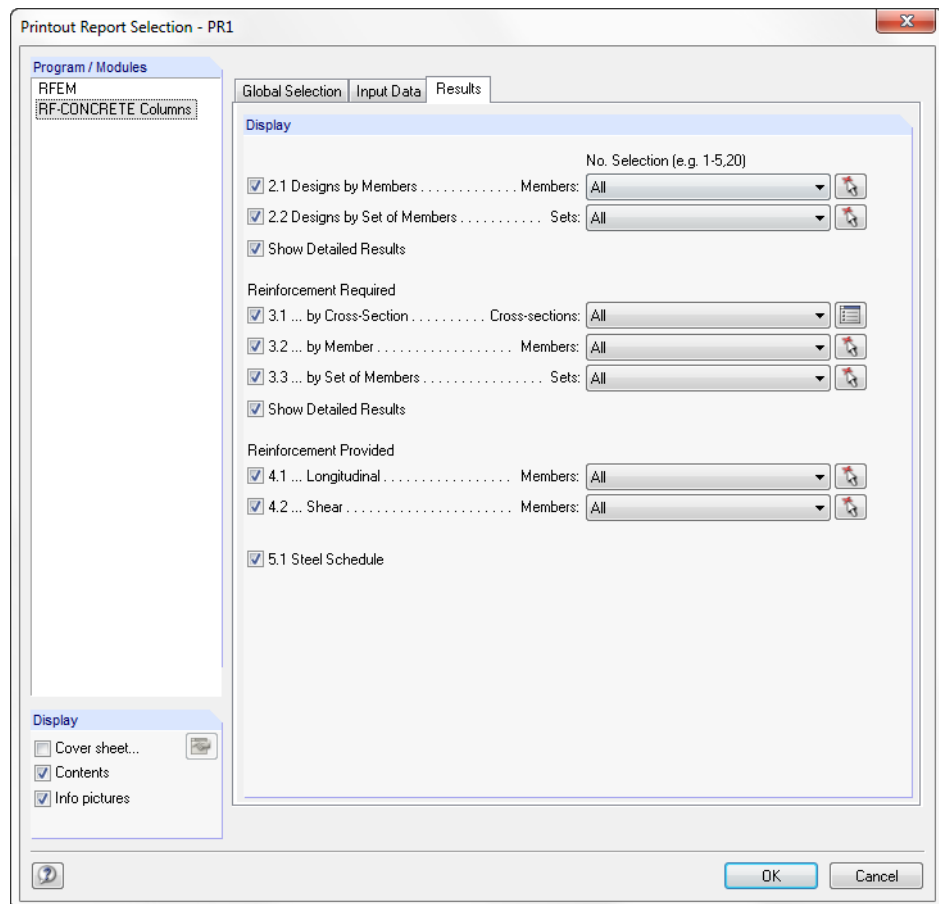 Printout Report Selection - PR1
Program / Modules
RFEM
RF-CONCRETE Columns
Global Selection
Input Data
Results
Display
No. Selection (e.g. 1-5,20)
2.1 Designs by Members . . . . . . . . . . . . . Members: All
2.2 Designs by Set of Members . . . . . . . . . . . Sets: All
Show Detailed Results
Reinforcement Required
3.1 ... by Cross-Section . . . . . . . . . . Cross-sections: All
3.2 ... by Member . . . . . . . . . . . . . . . . . . Members: All
3.3 ... by Set of Members . . . . . . . . . . . . . . . . Sets: All
Show Detailed Results
Reinforcement Provided
4.1 ... Longitudinal . . . . . . . . . . . . . . . . . Members: All
4.2 ... Shear . . . . . . . . . . . . . . . . . . . . . . Members: All
5.1 Steel Schedule
Display
Cover sheet...
Contents
Info pictures
OK
Cancel